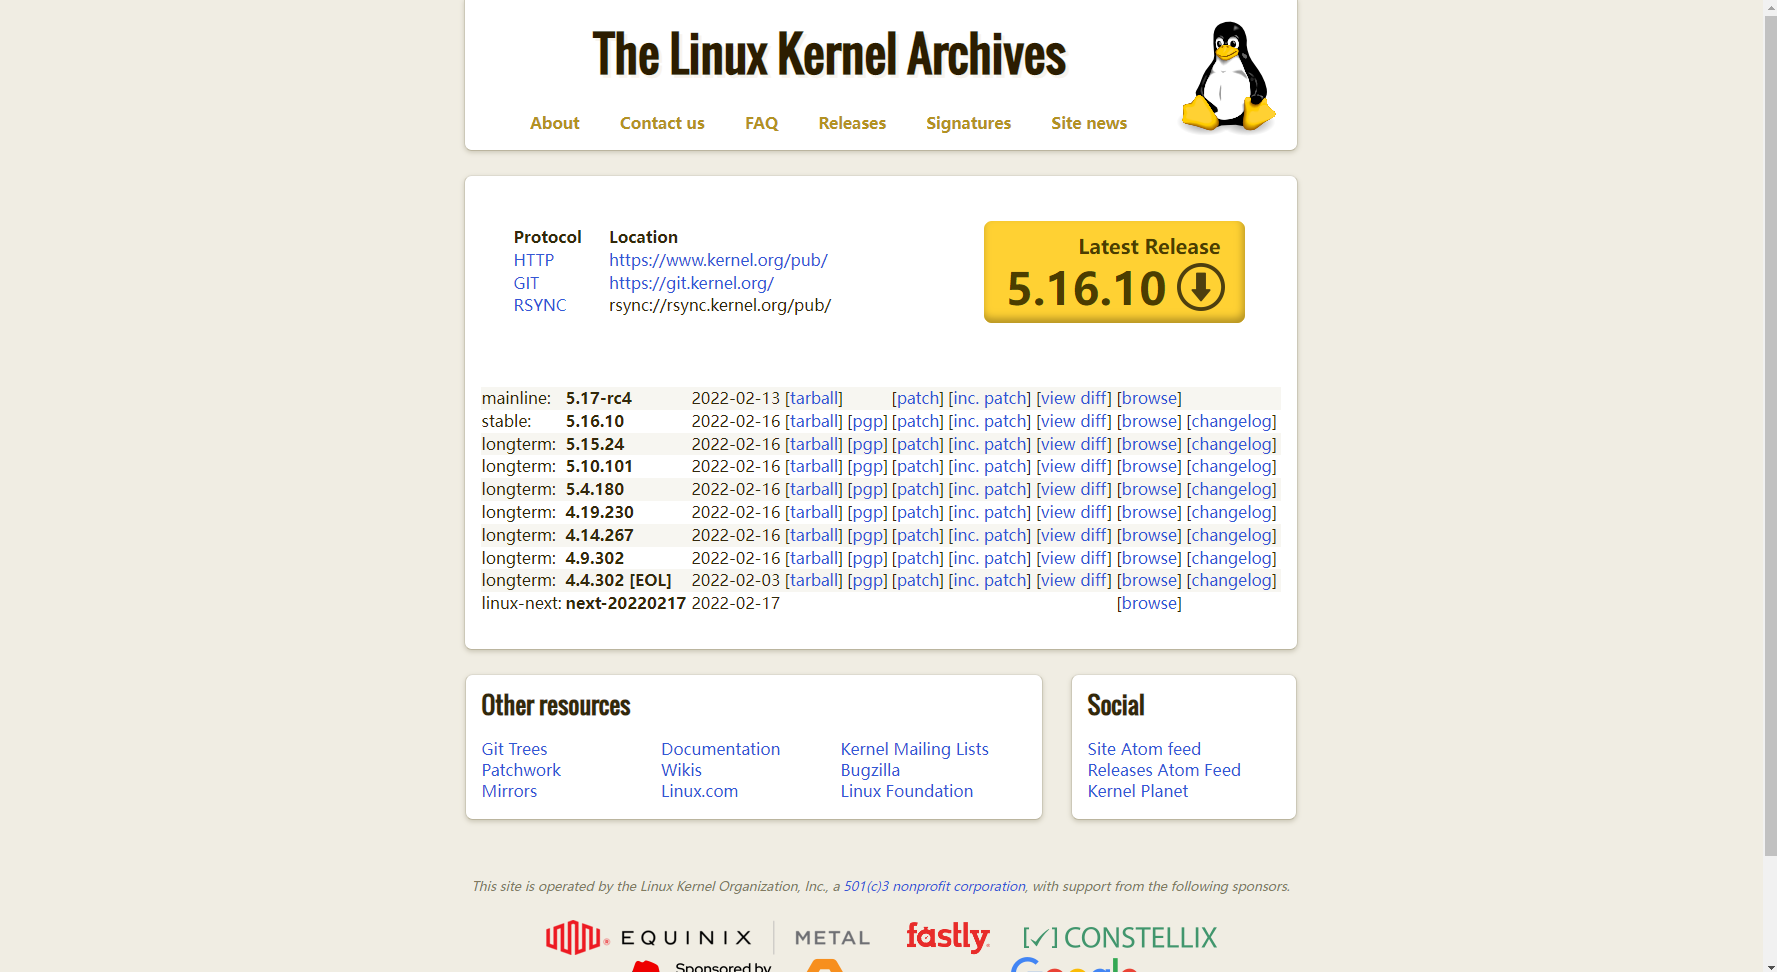 The Linux Kernel Archives
About Contact us FAQ Releases Signatures Site news
Protocol Location
HTTP https://www.kernel.org/pub/
GIT https://git.kernel.org/
RSYNC rsync://rsync.kernel.org/pub/
Latest Release
5.16.10
mainline: 5.17-rc4 2022-02-13 [tarball] [patch] [inc. patch] [view diff] [browse]
stable: 5.16.10 2022-02-16 [tarball] [pgp] [patch] [inc. patch] [view diff] [browse] [changelog]
longterm: 5.15.24 2022-02-16 [tarball] [pgp] [patch] [inc. patch] [view diff] [browse] [changelog]
longterm: 5.10.101 2022-02-16 [tarball] [pgp] [patch] [inc. patch] [view diff] [browse] [changelog]
longterm: 5.4.180 2022-02-16 [tarball] [pgp] [patch] [inc. patch] [view diff] [browse] [changelog]
longterm: 4.19.230 2022-02-16 [tarball] [pgp] [patch] [inc. patch] [view diff] [browse] [changelog]
longterm: 4.14.267 2022-02-16 [tarball] [pgp] [patch] [inc. patch] [view diff] [browse] [changelog]
longterm: 4.9.302 2022-02-16 [tarball] [pgp] [patch] [inc. patch] [view diff] [browse] [changelog]
longterm: 4.4.302 [EOL] 2022-02-03 [tarball] [pgp] [patch] [inc. patch] [view diff] [browse] [changelog]
linux-next: next-20220217 2022-02-17 [browse]
Other resources
Git Trees Documentation Kernel Mailing Lists
Patchwork Wikis Bugzilla
Mirrors Linux.com Linux Foundation
Social
Site Atom feed
Releases Atom Feed
Kernel Planet
This site is operated by the Linux Kernel Organization, Inc., a 501(c)3 nonprofit corporation, with support from the following sponsors.
EQUINIX METAL fastly CONSTELLIX
Sponsored by Google